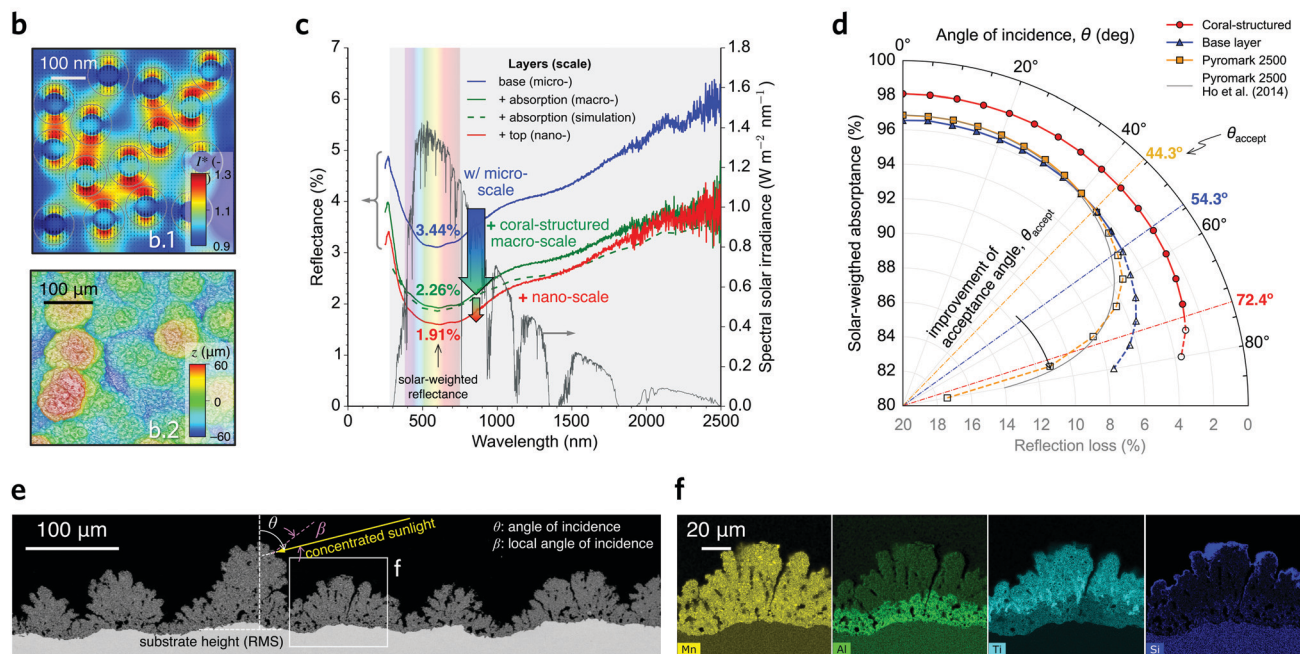 b
100 nm
I* (-)
1.3
1.1
0.9
b.1
100 μm
z (μm)
60
0
−60
b.2
c
Layers (scale)
base (micro-)
+ absorption (macro-)
+ absorption (simulation)
+ top (nano-)
w/ micro-
scale
3.44%
+ coral-structured
macro-scale
2.26%
+ nano-scale
1.91%
solar-weighted
reflectance
Reflectance (%)
7
6
5
4
3
2
1
0
0
500
1000
1500
2000
2500
Wavelength (nm)
Spectral solar irradiance (W m⁻² nm⁻¹)
1.8
1.6
1.4
1.2
1.0
0.8
0.6
0.4
0.2
0.0
d
Angle of incidence, θ (deg)
0°
20°
40°
60°
80°
Coral-structured
Base layer
Pyromark 2500
Pyromark 2500
Ho et al. (2014)
θaccept
44.3°
54.3°
72.4°
improvement of
acceptance angle, θaccept
Solar-weigthed absorptance (%)
100
98
96
94
92
90
88
86
84
82
80
20 18 16 14 12 10 8 6 4 2 0
Reflection loss (%)
e
100 μm
θ
β
concentrated sunlight
θ: angle of incidence
β: local angle of incidence
f
substrate height (RMS)
f
20 μm
Mn
Al
Ti
Si